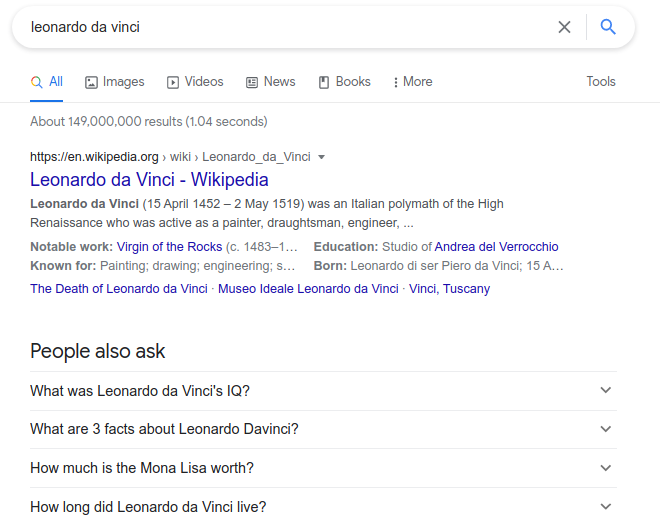 leonardo da vinci
All Images Videos News Books More Tools
About 149,000,000 results (1.04 seconds)
https://en.wikipedia.org › wiki › Leonardo_da_Vinci
Leonardo da Vinci - Wikipedia
Leonardo da Vinci (15 April 1452 – 2 May 1519) was an Italian polymath of the High
Renaissance who was active as a painter, draughtsman, engineer, ...
Notable work: Virgin of the Rocks (c. 1483–1... Education: Studio of Andrea del Verrocchio
Known for: Painting; drawing; engineering; s... Born: Leonardo di ser Piero da Vinci; 15 A...
The Death of Leonardo da Vinci · Museo Ideale Leonardo da Vinci · Vinci, Tuscany
People also ask
What was Leonardo da Vinci's IQ?
What are 3 facts about Leonardo Davinci?
How much is the Mona Lisa worth?
How long did Leonardo da Vinci live?